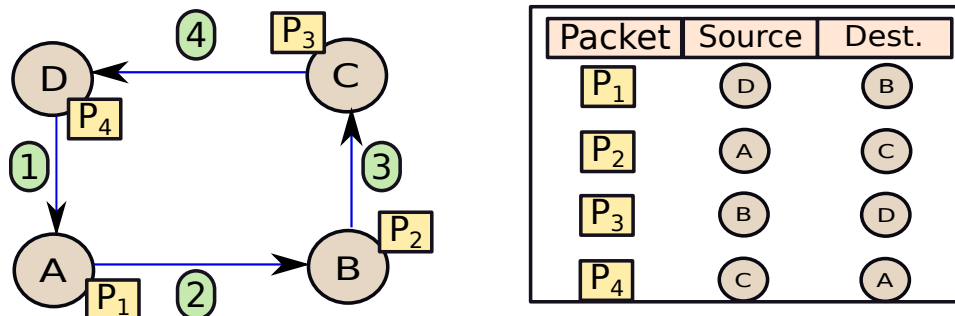 4
P3
D
C
P4
1
3
P2
A
B
P1
2
Packet Source Dest.
P1 D B
P2 A C
P3 B D
P4 C A